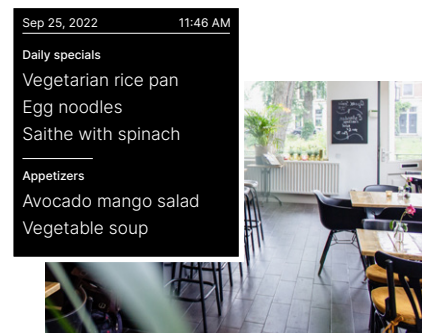 Sep 25, 2022 11:46 AM
Daily specials
Vegetarian rice pan
Egg noodles
Saithe with spinach
Appetizers
Avocado mango salad
Vegetable soup